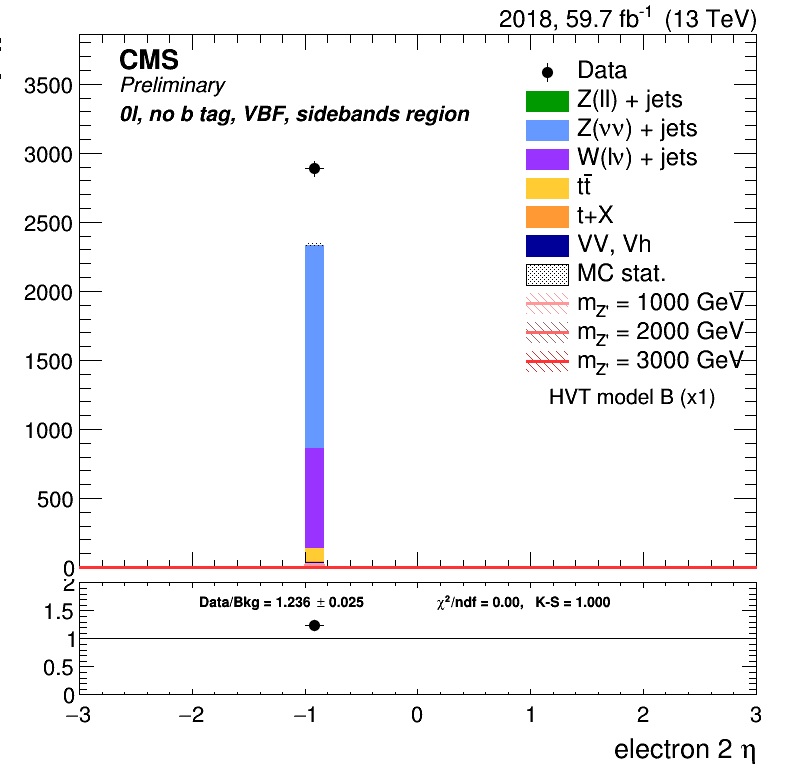 2018, 59.7 fb⁻¹ (13 TeV)
CMS
Preliminary
0l, no b tag, VBF, sidebands region
Data
Z(ll) + jets
Z(νν) + jets
W(lν) + jets
tt̄
t+X
VV, Vh
MC stat.
m_Z' = 1000 GeV
m_Z' = 2000 GeV
m_Z' = 3000 GeV
HVT model B (x1)
3500
3000
2500
2000
1500
1000
500
0
2
1.5
1
0.5
0
Data/Bkg = 1.236 ± 0.025
χ²/ndf = 0.00, K-S = 1.000
−3 −2 −1 0 1 2 3
electron 2 η